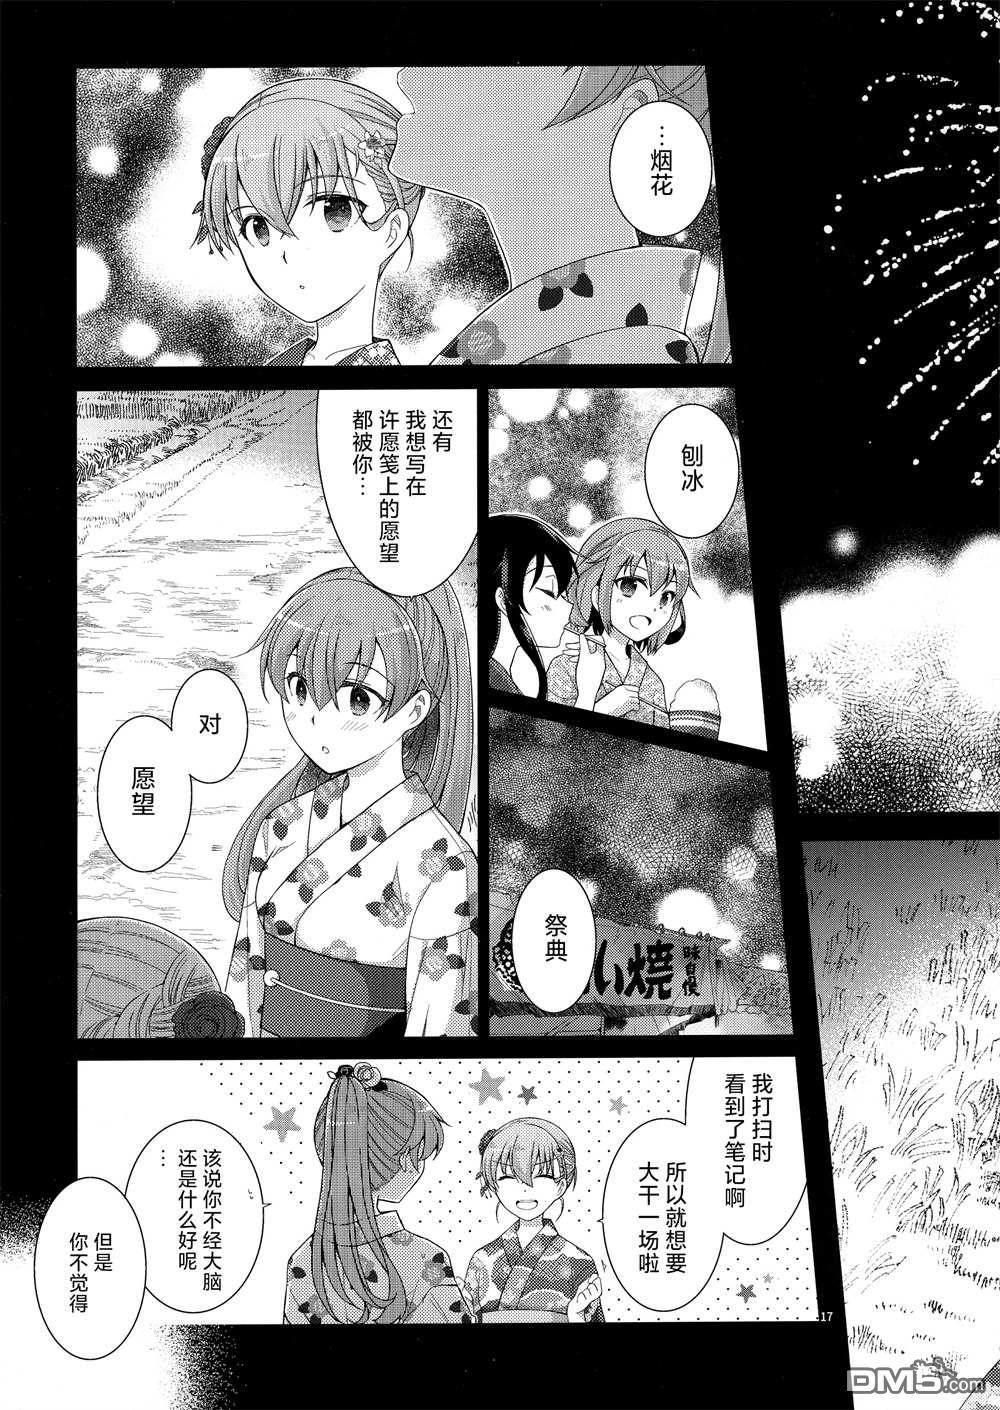 …烟花
刨冰
祭典
い焼
味自慢
还有
我想写在
许愿笺上的愿望
都被你…
对
愿望
我打扫时
看到了笔记啊
所以就想要
大干一场啦
该说你不经大脑
还是什么好呢
…
但是
你不觉得
17
DM5.com